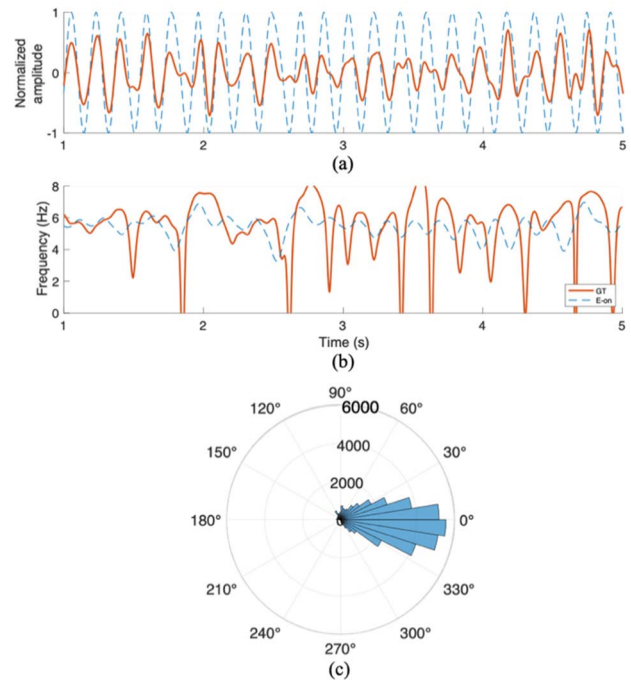 Normalized
amplitude
1
0
-1
1 2 3 4 5
(a)
Frequency (Hz)
8
6
4
2
0
GT
E-on
1 2 3 4 5
Time (s)
(b)
90°
120° 6000 60°
4000
150° 30°
2000
180° 0 0°
210° 330°
240° 300°
270°
(c)